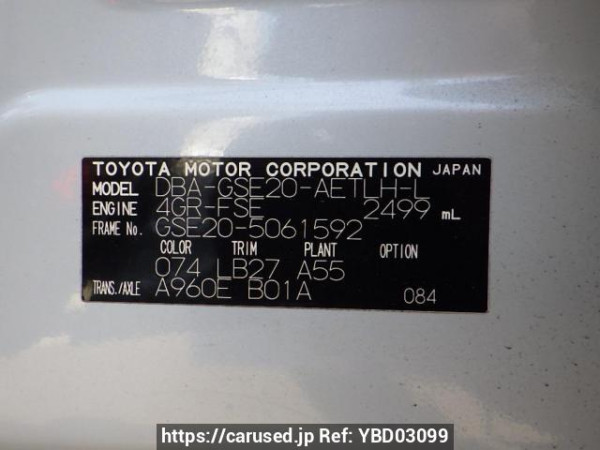 TOYOTA MOTOR CORPORATION JAPAN
MODEL DBA-GSE20-AETLH-L
ENGINE 4GR-FSE 2499 mL
FRAME No. GSE20-5061592
COLOR TRIM PLANT OPTION
074 LB27 A55
TRANS./AXLE A960E B01A 084
https://carused.jp Ref: YBD03099